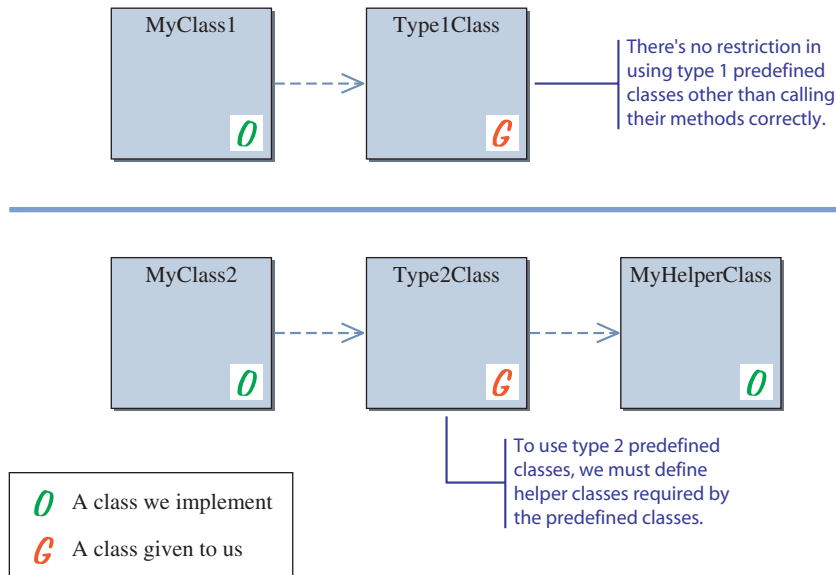 MyClass1
Type1Class
There's no restriction in
using type 1 predefined
classes other than calling
their methods correctly.
O
G
MyClass2
Type2Class
MyHelperClass
O
G
O
To use type 2 predefined
classes, we must define
helper classes required by
the predefined classes.
O A class we implement
G A class given to us